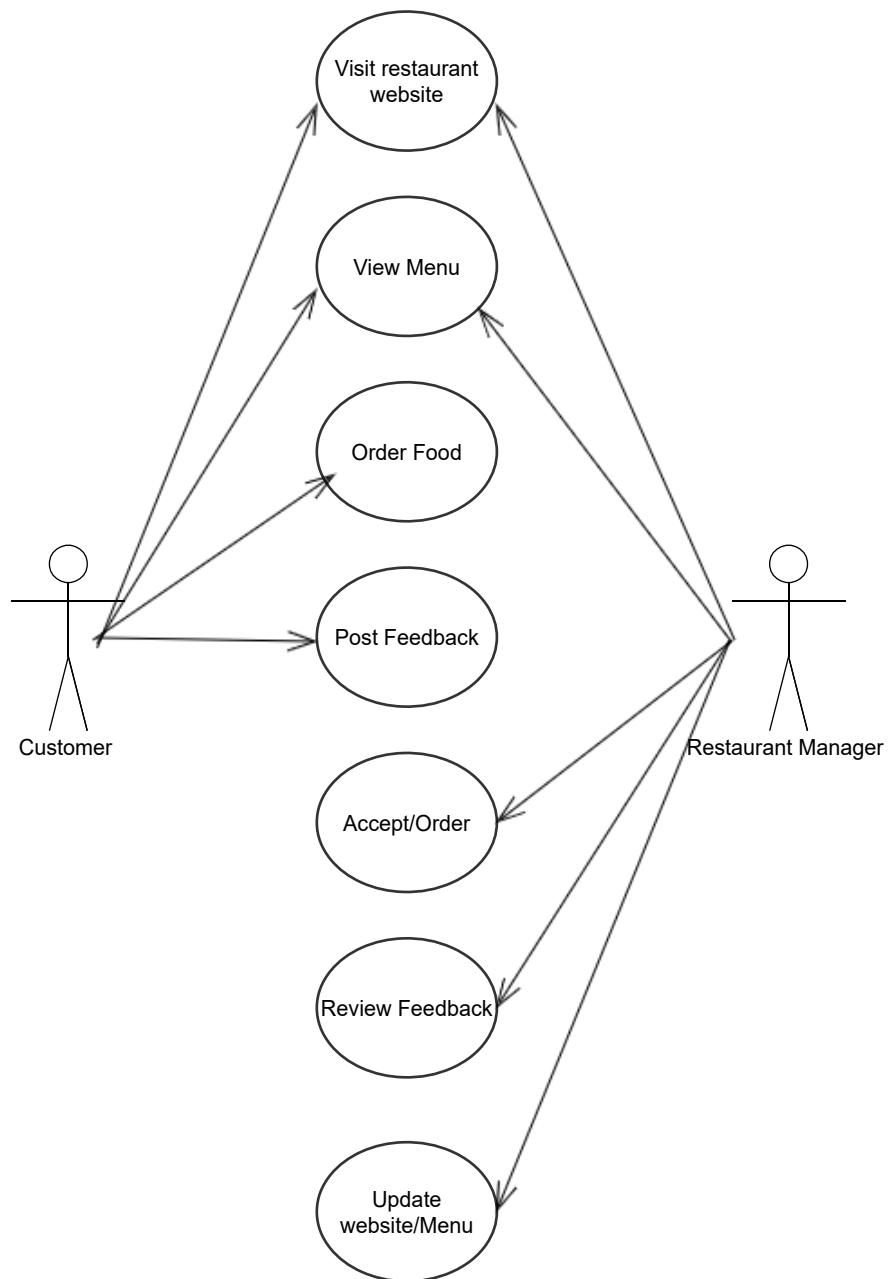 Visit restaurant
website
View Menu
Order Food
Post Feedback
Customer
Restaurant Manager
Accept/Order
Review Feedback
Update
website/Menu